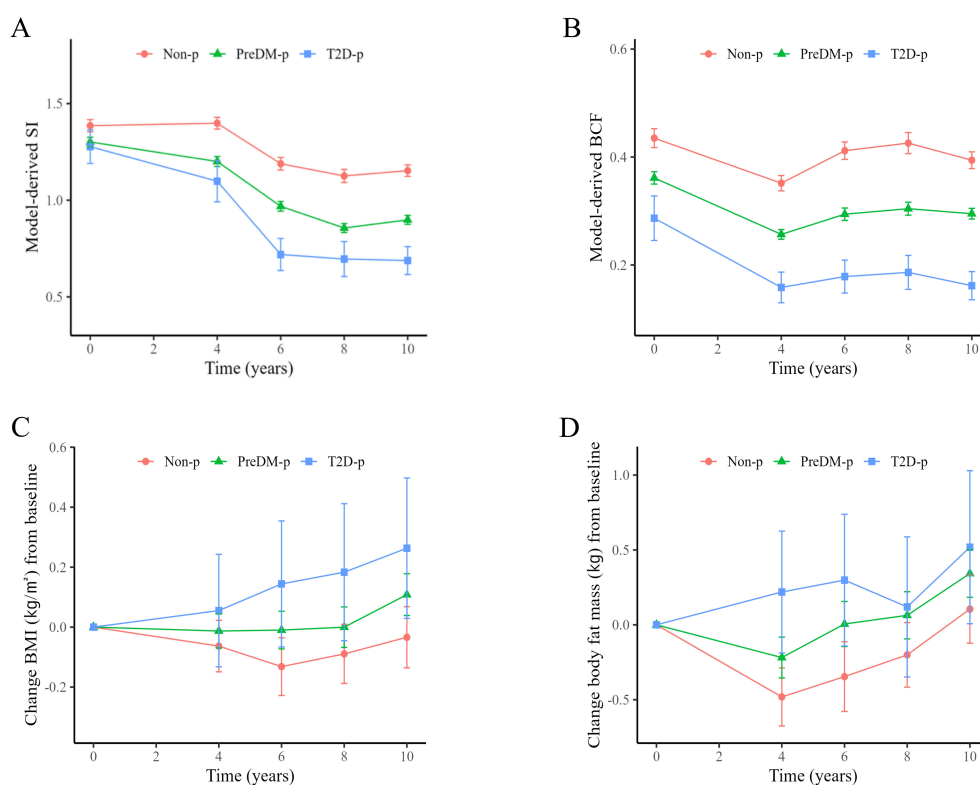 A
Non-p PreDM-p T2D-p
Model-derived SI
1.5
1.0
0.5
0 2 4 6 8 10
Time (years)
B
Non-p PreDM-p T2D-p
Model-derived BCF
0.6
0.4
0.2
0 2 4 6 8 10
Time (years)
C
Non-p PreDM-p T2D-p
Change BMI (kg/m²) from baseline
0.6
0.4
0.2
0.0
-0.2
0 2 4 6 8 10
Time (years)
D
Non-p PreDM-p T2D-p
Change body fat mass (kg) from baseline
1.0
0.5
0.0
-0.5
0 2 4 6 8 10
Time (years)